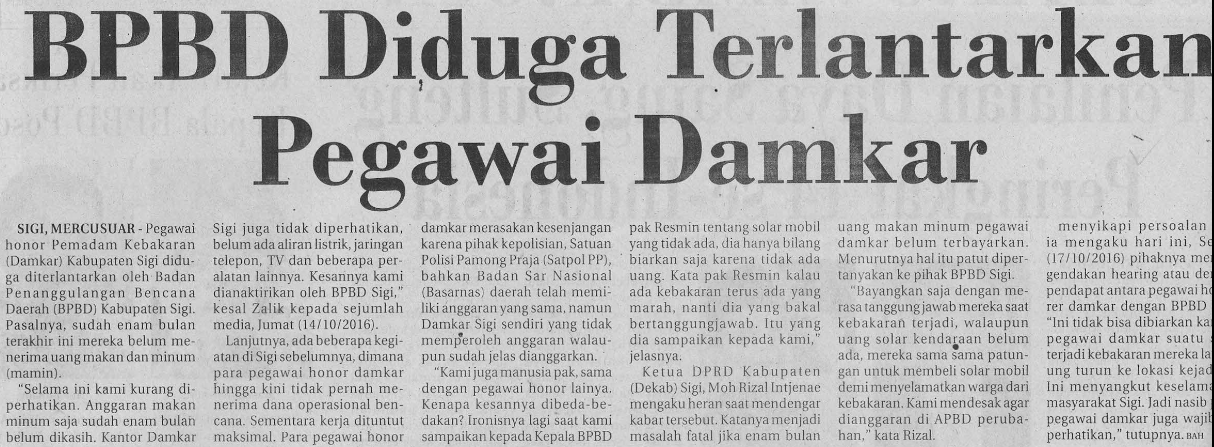 BPBD Diduga Terlantarkan
Pegawai Damkar
SIGI, MERCUSUAR - Pegawai
honor Pemadam Kebakaran
(Damkar) Kabupaten Sigi didu-
ga diterlantarkan oleh Badan
Penanggulangan Bencana
Daerah (BPBD) Kabupaten Sigi.
Pasalnya, sudah enam bulan
terakhir ini mereka belum me-
nerima uang makan dan minum
(mamin).
"Selama ini kami kurang di-
perhatikan. Anggaran makan
minum saja sudah enam bulan
belum dikasih. Kantor Damkar
Sigi juga tidak diperhatikan,
belum ada aliran listrik, jaringan
telepon, TV dan beberapa per-
alatan lainnya. Kesannya kami
dianaktirikan oleh BPBD Sigi,"
kesal Zalik kepada sejumlah
media, Jumat (14/10/2016).
Lanjutnya, ada beberapa kegi-
atan di Sigi sebelumnya, dimana
para pegawai honor damkar
hingga kini tidak pernah me-
nerima dana operasional ben-
cana. Sementara kerja dituntut
maksimal. Para pegawai honor
damkar merasakan kesenjangan
karena pihak kepolisian, Satuan
Polisi Pamong Praja (Satpol PP),
bahkan Badan Sar Nasional
(Basarnas) daerah telah memi-
liki anggaran yang sama, namun
Damkar Sigi sendiri yang tidak
memperoleh anggaran walau-
pun sudah jelas dianggarkan.
"Kami juga manusia pak, sama
dengan pegawai honor lainya.
Kenapa kessannya dibeda-be-
dakan? Ironisnya lagi saat kami
sampaikan kepada Kepala BPBD
pak Resmin tentang solar mobil
yang tidak ada, dia hanya bilang
biarkan saja karena tidak ada
uang. Kata pak Resmin kalau
ada kebakaran terus ada yang
marah, nanti dia yang bakal
bertanggungjawab. Itu yang
dia sampaikan kepada kami,"
jelasnya.
Ketua DPRD Kabupaten
(Dekab) Sigi, Moh Rizal Intjenae
mengaku heran saat mendengar
kabar tersebut. Katanya menjadi
masalah fatal jika enam bulan
uang makan minum pegawai
damkar belum terbayarkan.
Menurutnya hal itu patut diper-
tanyakan ke pihak BPBD Sigi.
"Bayangkan saja dengan me-
rasa tanggung jawab mereka saat
kebakaran terjadi, walaupun
uang solar kendaraan belum
ada, mereka sama sama patun-
gan untuk membeli solar mobil
demi menyelamatkan warga dari
kebakaran. Kami mendesak agar
dianggaran di APBD peruba-
han," kata Rizal.
menyikapi persoalan
ia mengaku hari ini, Se
(17/10/2016) pihaknya me
gendakan hearing atau de
pendapat antara pegawai ho
rer damkar dengan BPBD
"Ini tidak bisa dibiarkan ka
pegawai damkar suatu s
terjadi kebakaran mereka la
ung turun ke lokasi kejad
Ini menyangkut keselama
masyarakat Sigi. Jadi nasib
pegawai damkar juga wajib
perhatian," tutupnya. BAH